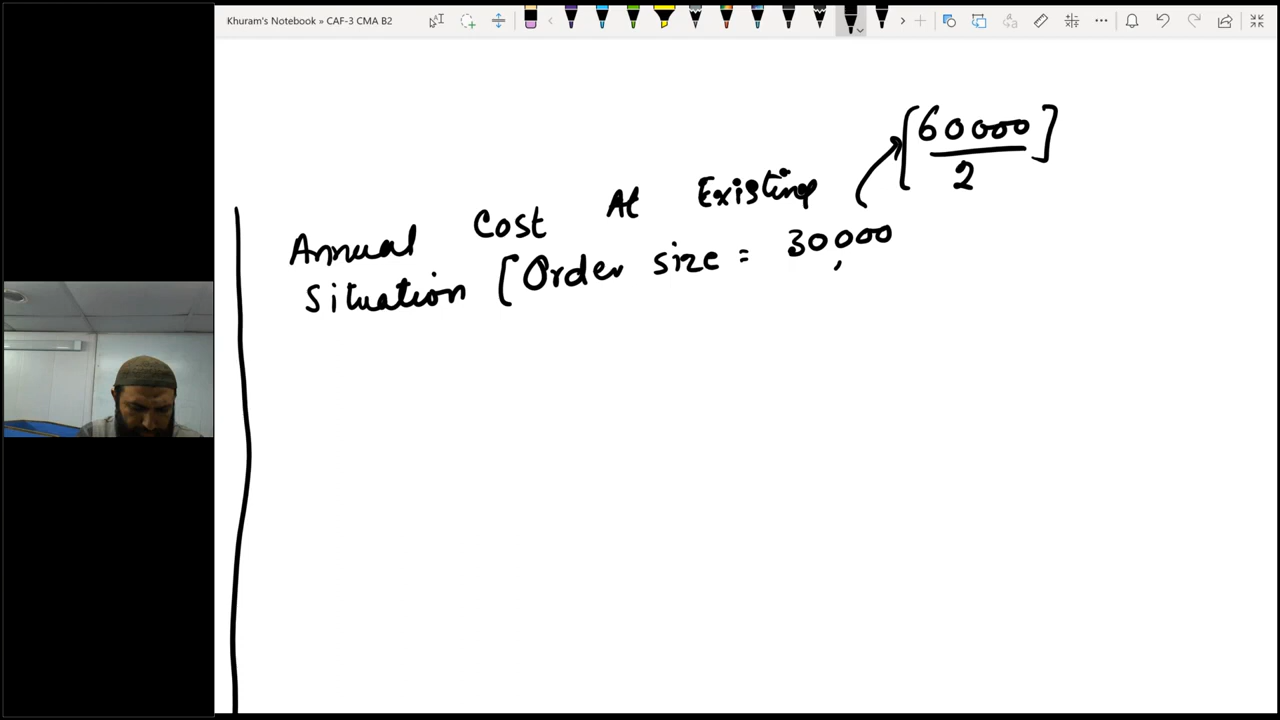 Khuram's Notebook » CAF-3 CMA B2
[60000
2]
Annual Cost At Existing
Situation [Order size = 30,000